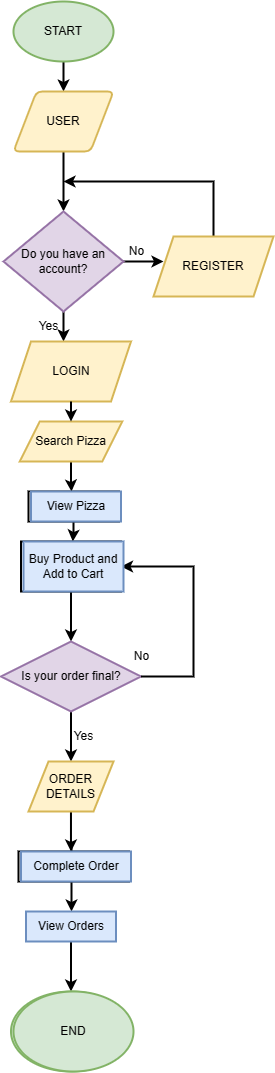 START
USER
Do you have an
account?
No
REGISTER
Yes
LOGIN
Search Pizza
View Pizza
Buy Product and
Add to Cart
Is your order final?
No
Yes
ORDER
DETAILS
Complete Order
View Orders
END